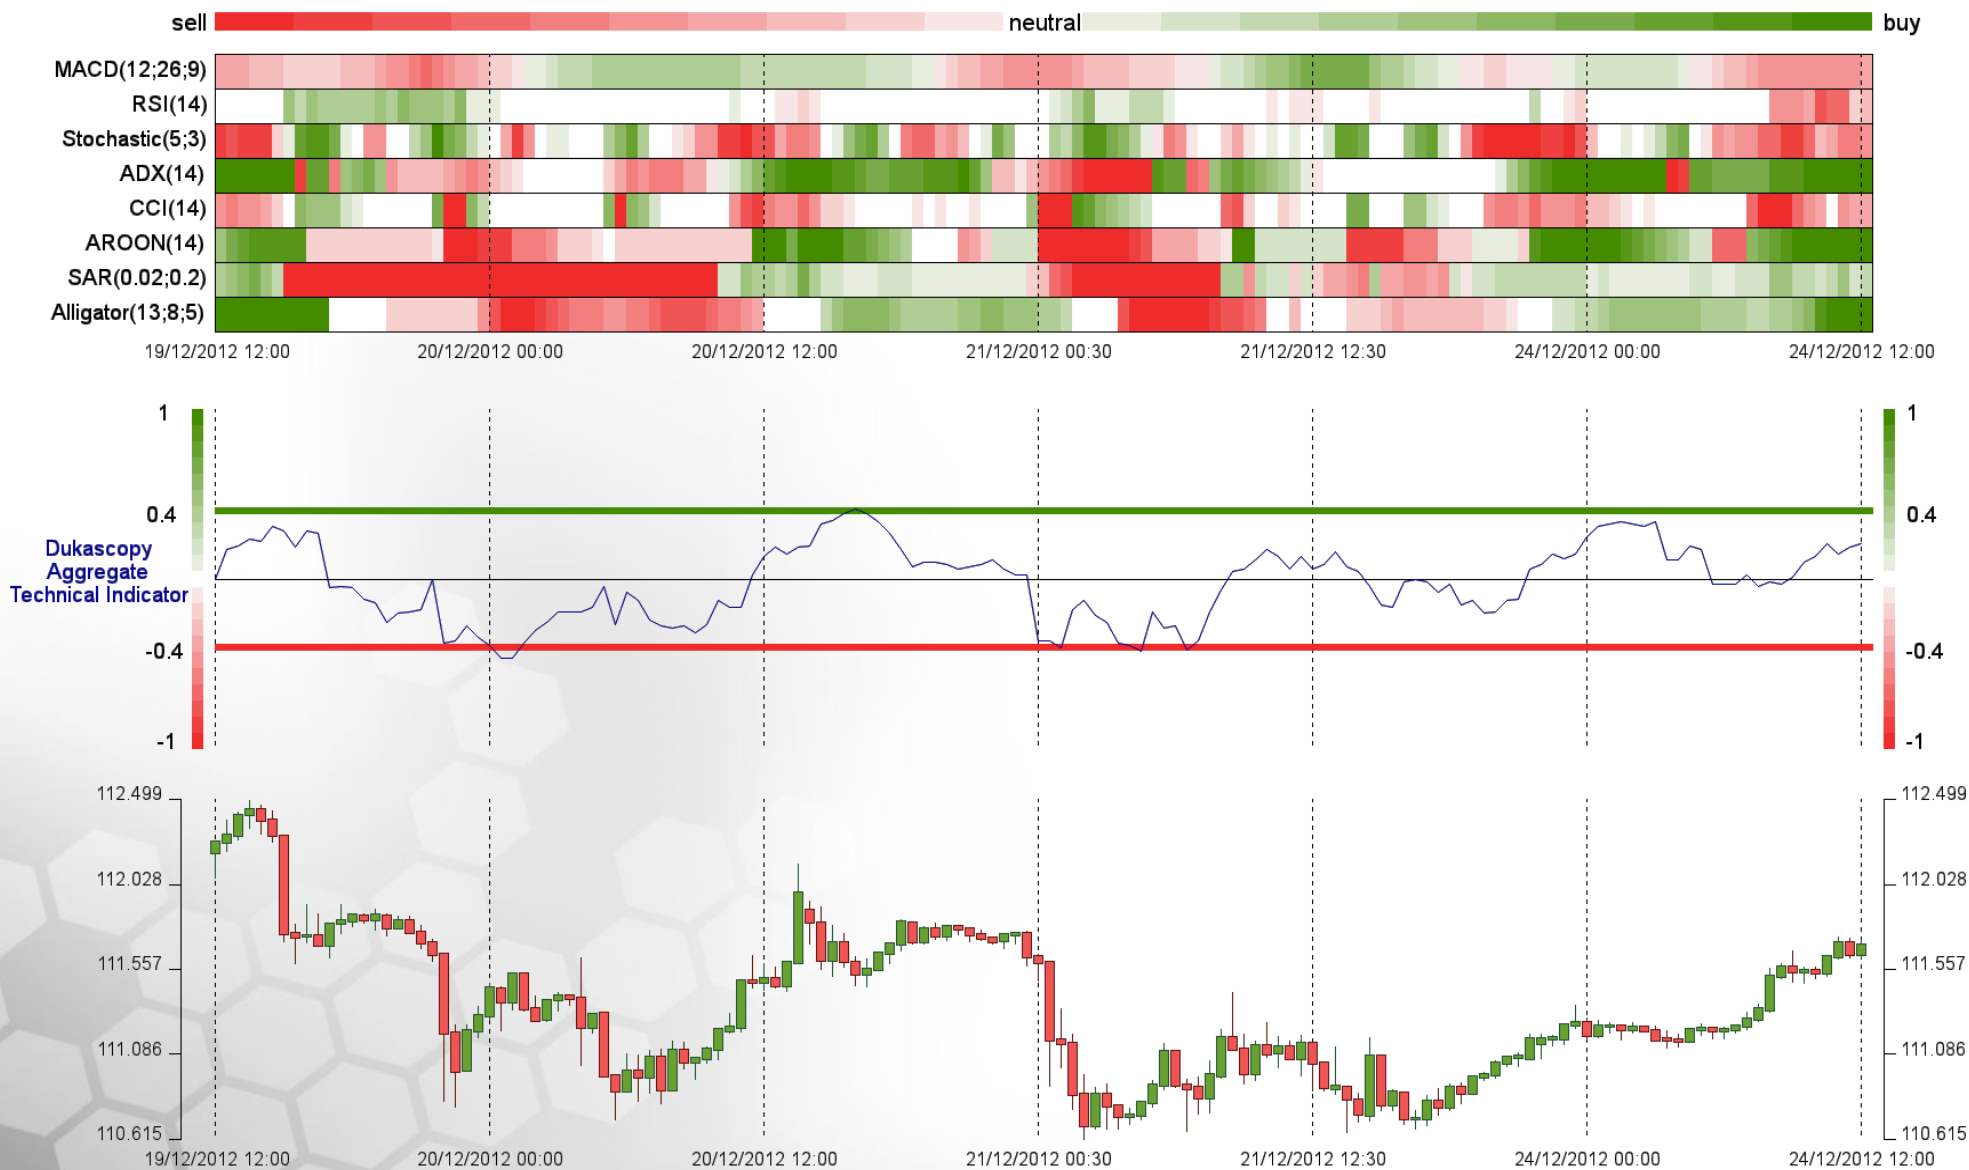 sell neutral buy
MACD(12;26;9)
RSI(14)
Stochastic(5;3)
ADX(14)
CCI(14)
AROON(14)
SAR(0.02;0.2)
Alligator(13;8;5)
19/12/2012 12:00 20/12/2012 00:00 20/12/2012 12:00 21/12/2012 00:30 21/12/2012 12:30 24/12/2012 00:00 24/12/2012 12:00
1 1
0.4 0.4
Dukascopy
Aggregate
Technical Indicator
-0.4 -0.4
-1 -1
112.499 112.499
112.028 112.028
111.557 111.557
111.086 111.086
110.615 110.615
19/12/2012 12:00 20/12/2012 00:00 20/12/2012 12:00 21/12/2012 00:30 21/12/2012 12:30 24/12/2012 00:00 24/12/2012 12:00